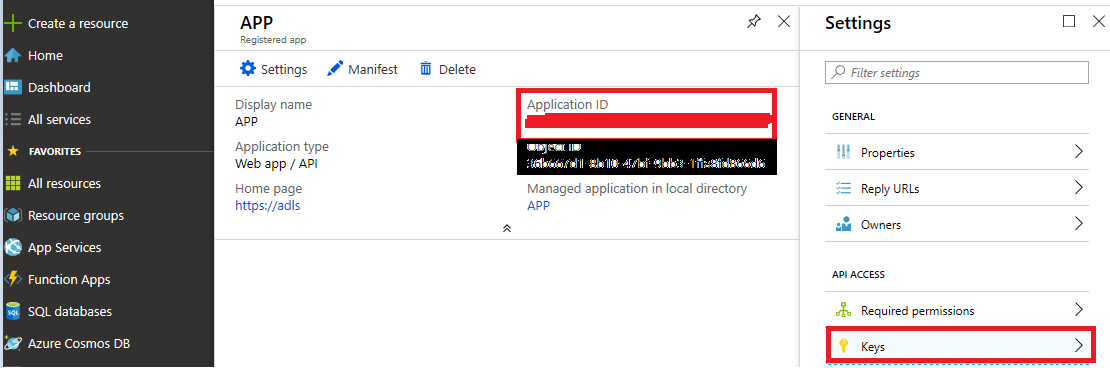 Create a resource
Home
Dashboard
All services
FAVORITES
All resources
Resource groups
App Services
Function Apps
SQL databases
Azure Cosmos DB
APP
Registered app
Settings
Manifest
Delete
Display name
APP
Application ID
Application type
Web app / API
Object ID
Home page
https://adls
Managed application in local directory
APP
Settings
Filter settings
GENERAL
Properties
Reply URLs
Owners
API ACCESS
Required permissions
Keys